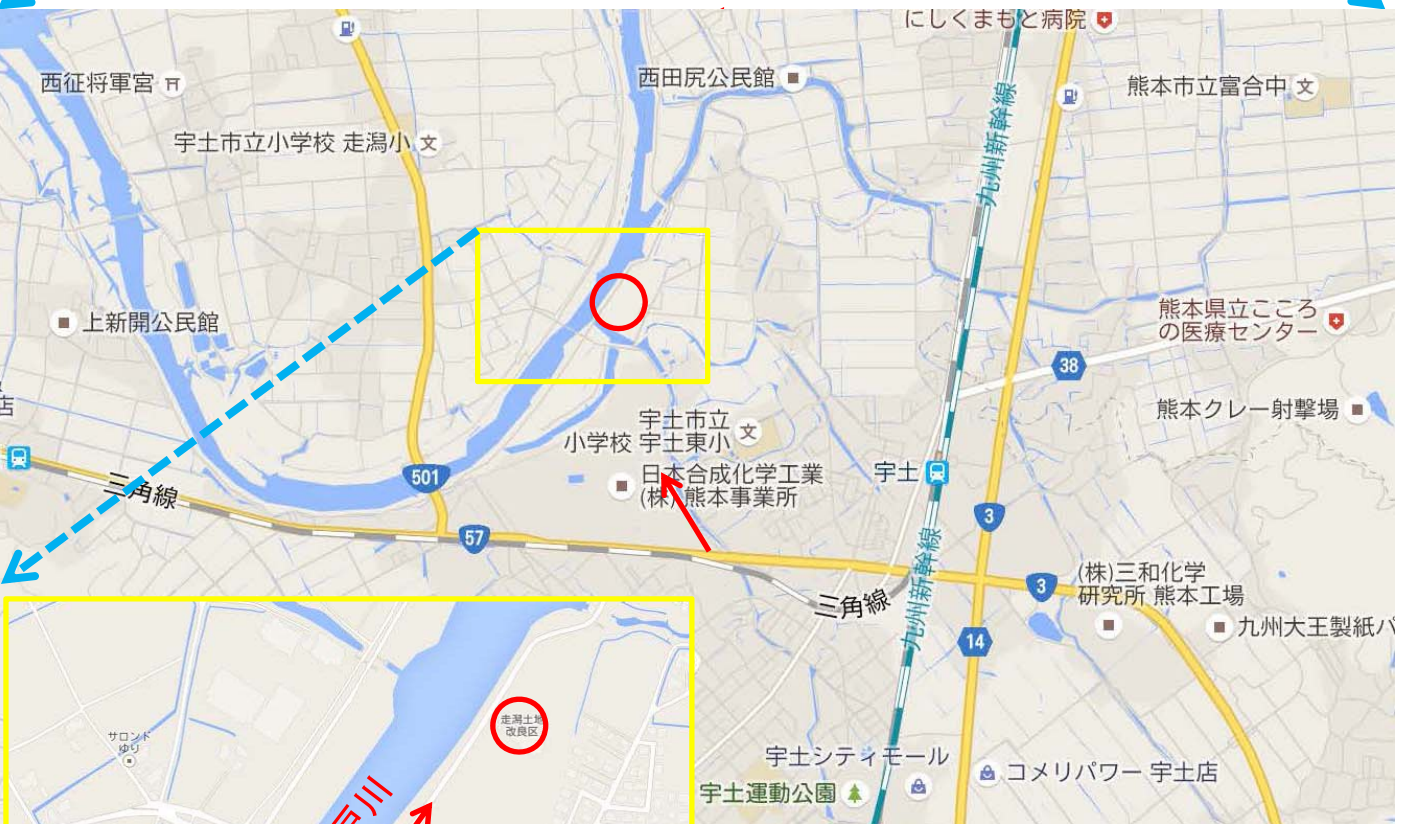 にしくまもと病院
西征将軍宮
西田尻公民館
熊本市立富合中
文
宇土市立小学校 走潟小
文
九州新幹線
上新開公民館
熊本県立こころ
の医療センター
38
店
熊本クレー射撃場
宇土市立
小学校 宇土東小
文
501
日本合成化学工業
(株) 熊本事業所
宇土
三角線
3
57
九州新幹線
(株)三和化学
研究所 熊本工場
3
三角線
14
九州大王製紙パ
走潟土地
改良区
サロンド
ゆり
宇土シティモール
コメリパワー 宇土店
宇土運動公園
戸川